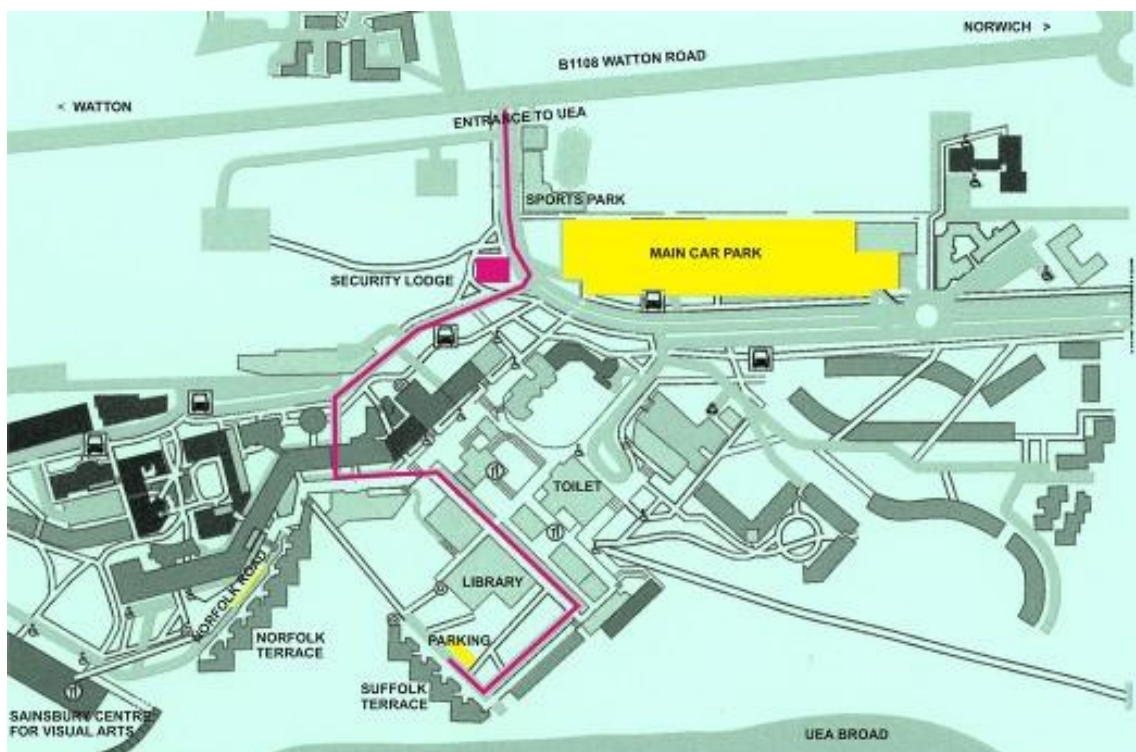 NORWICH >
B1108 WATTON ROAD
< WATTON
ENTRANCE TO UEA
SPORTS PARK
MAIN CAR PARK
SECURITY LODGE
TOILET
LIBRARY
NORFOLK ROAD
PARKING
NORFOLK
TERRACE
SUFFOLK
TERRACE
SAINSBURY CENTRE
FOR VISUAL ARTS
UEA BROAD